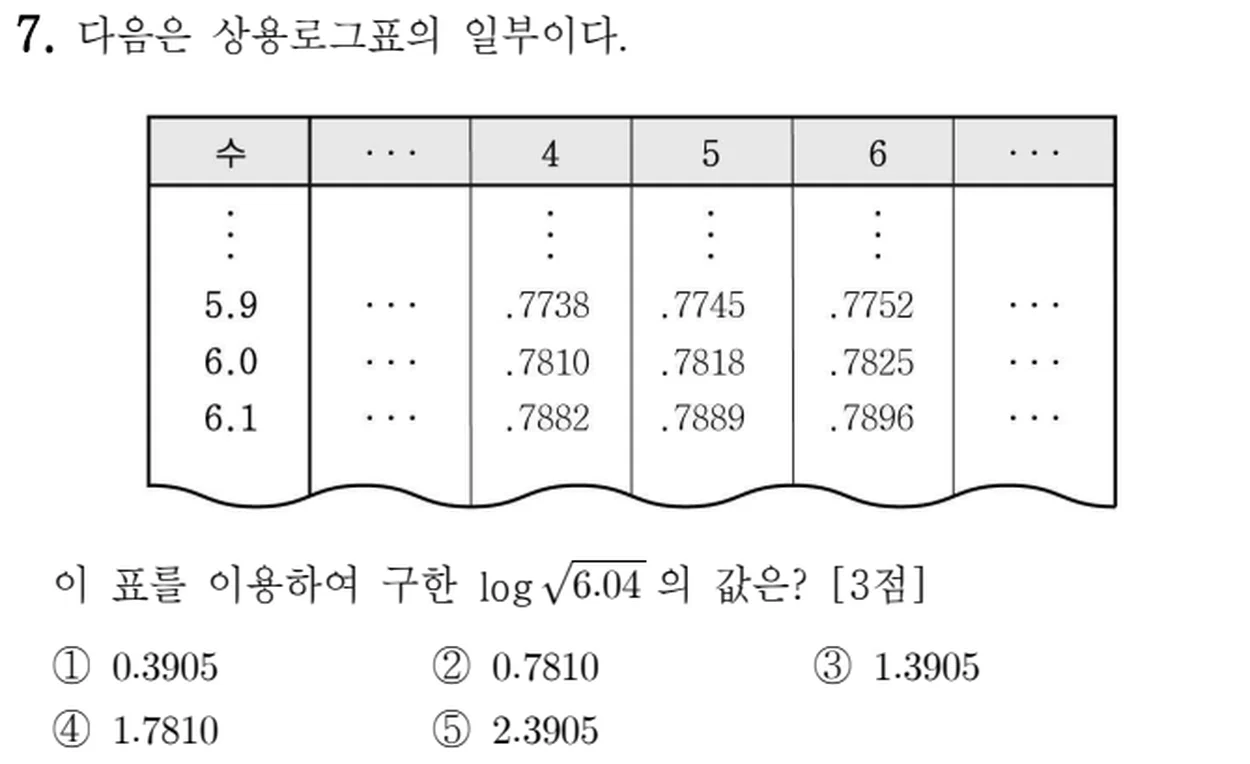 7. 다음은 상용로그표의 일부이다.
수 ··· 4 5 6 ···
⋮ ⋮ ⋮ ⋮
5.9 ··· .7738 .7745 .7752 ···
6.0 ··· .7810 .7818 .7825 ···
6.1 ··· .7882 .7889 .7896 ···
이 표를 이용하여 구한 log√6.04 의 값은? [3점]
① 0.3905 ② 0.7810 ③ 1.3905
④ 1.7810 ⑤ 2.3905